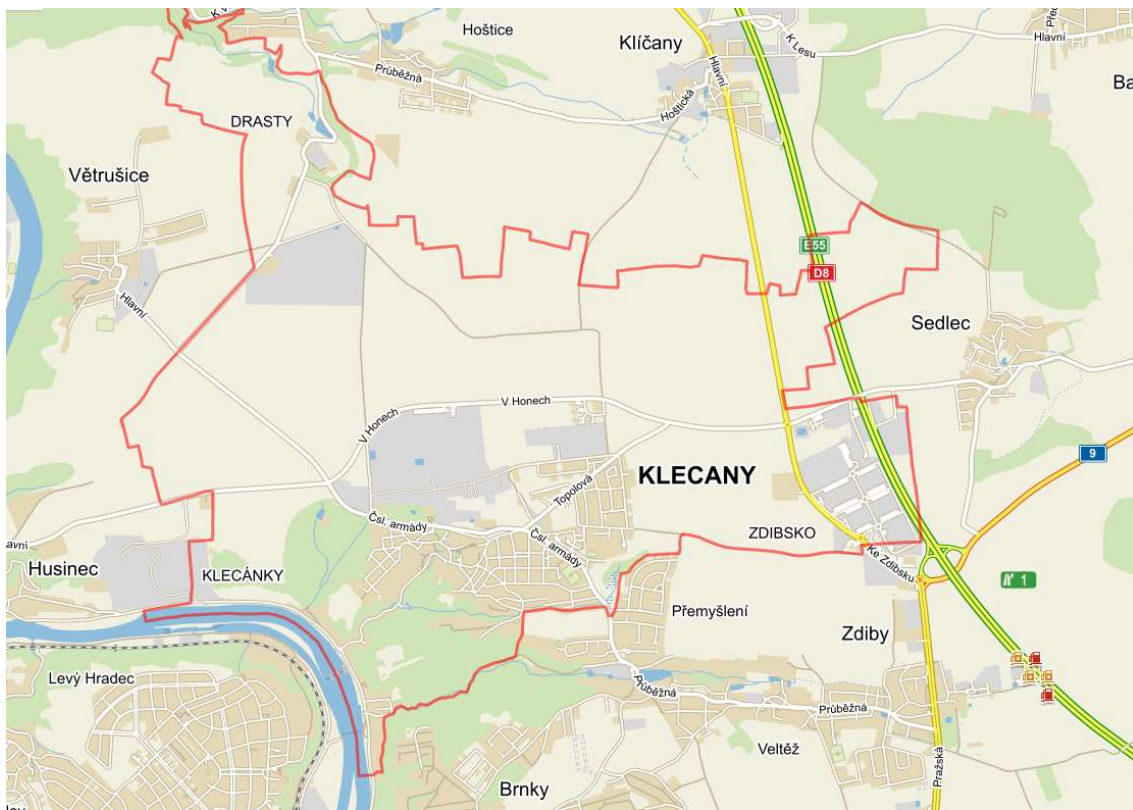 K V
Hoštice
Klíčany
K Lesu
Hlavní
Pře
Průběžná
Hlavní
Ba
Hoštická
DRASTY
Větrušice
E55
D8
Hlavní
Sedlec
V Honech
V Honech
9
KLECANY
Topolová
Čsl. armády
Čsl. armády
ZDIBSKO
Ke Zdibsku
avní
Husinec
KLECÁNKY
1
Přemyšlení
Zdiby
Levý Hradec
Průběžná
Průběžná
Veltěž
Pražská
Brnky